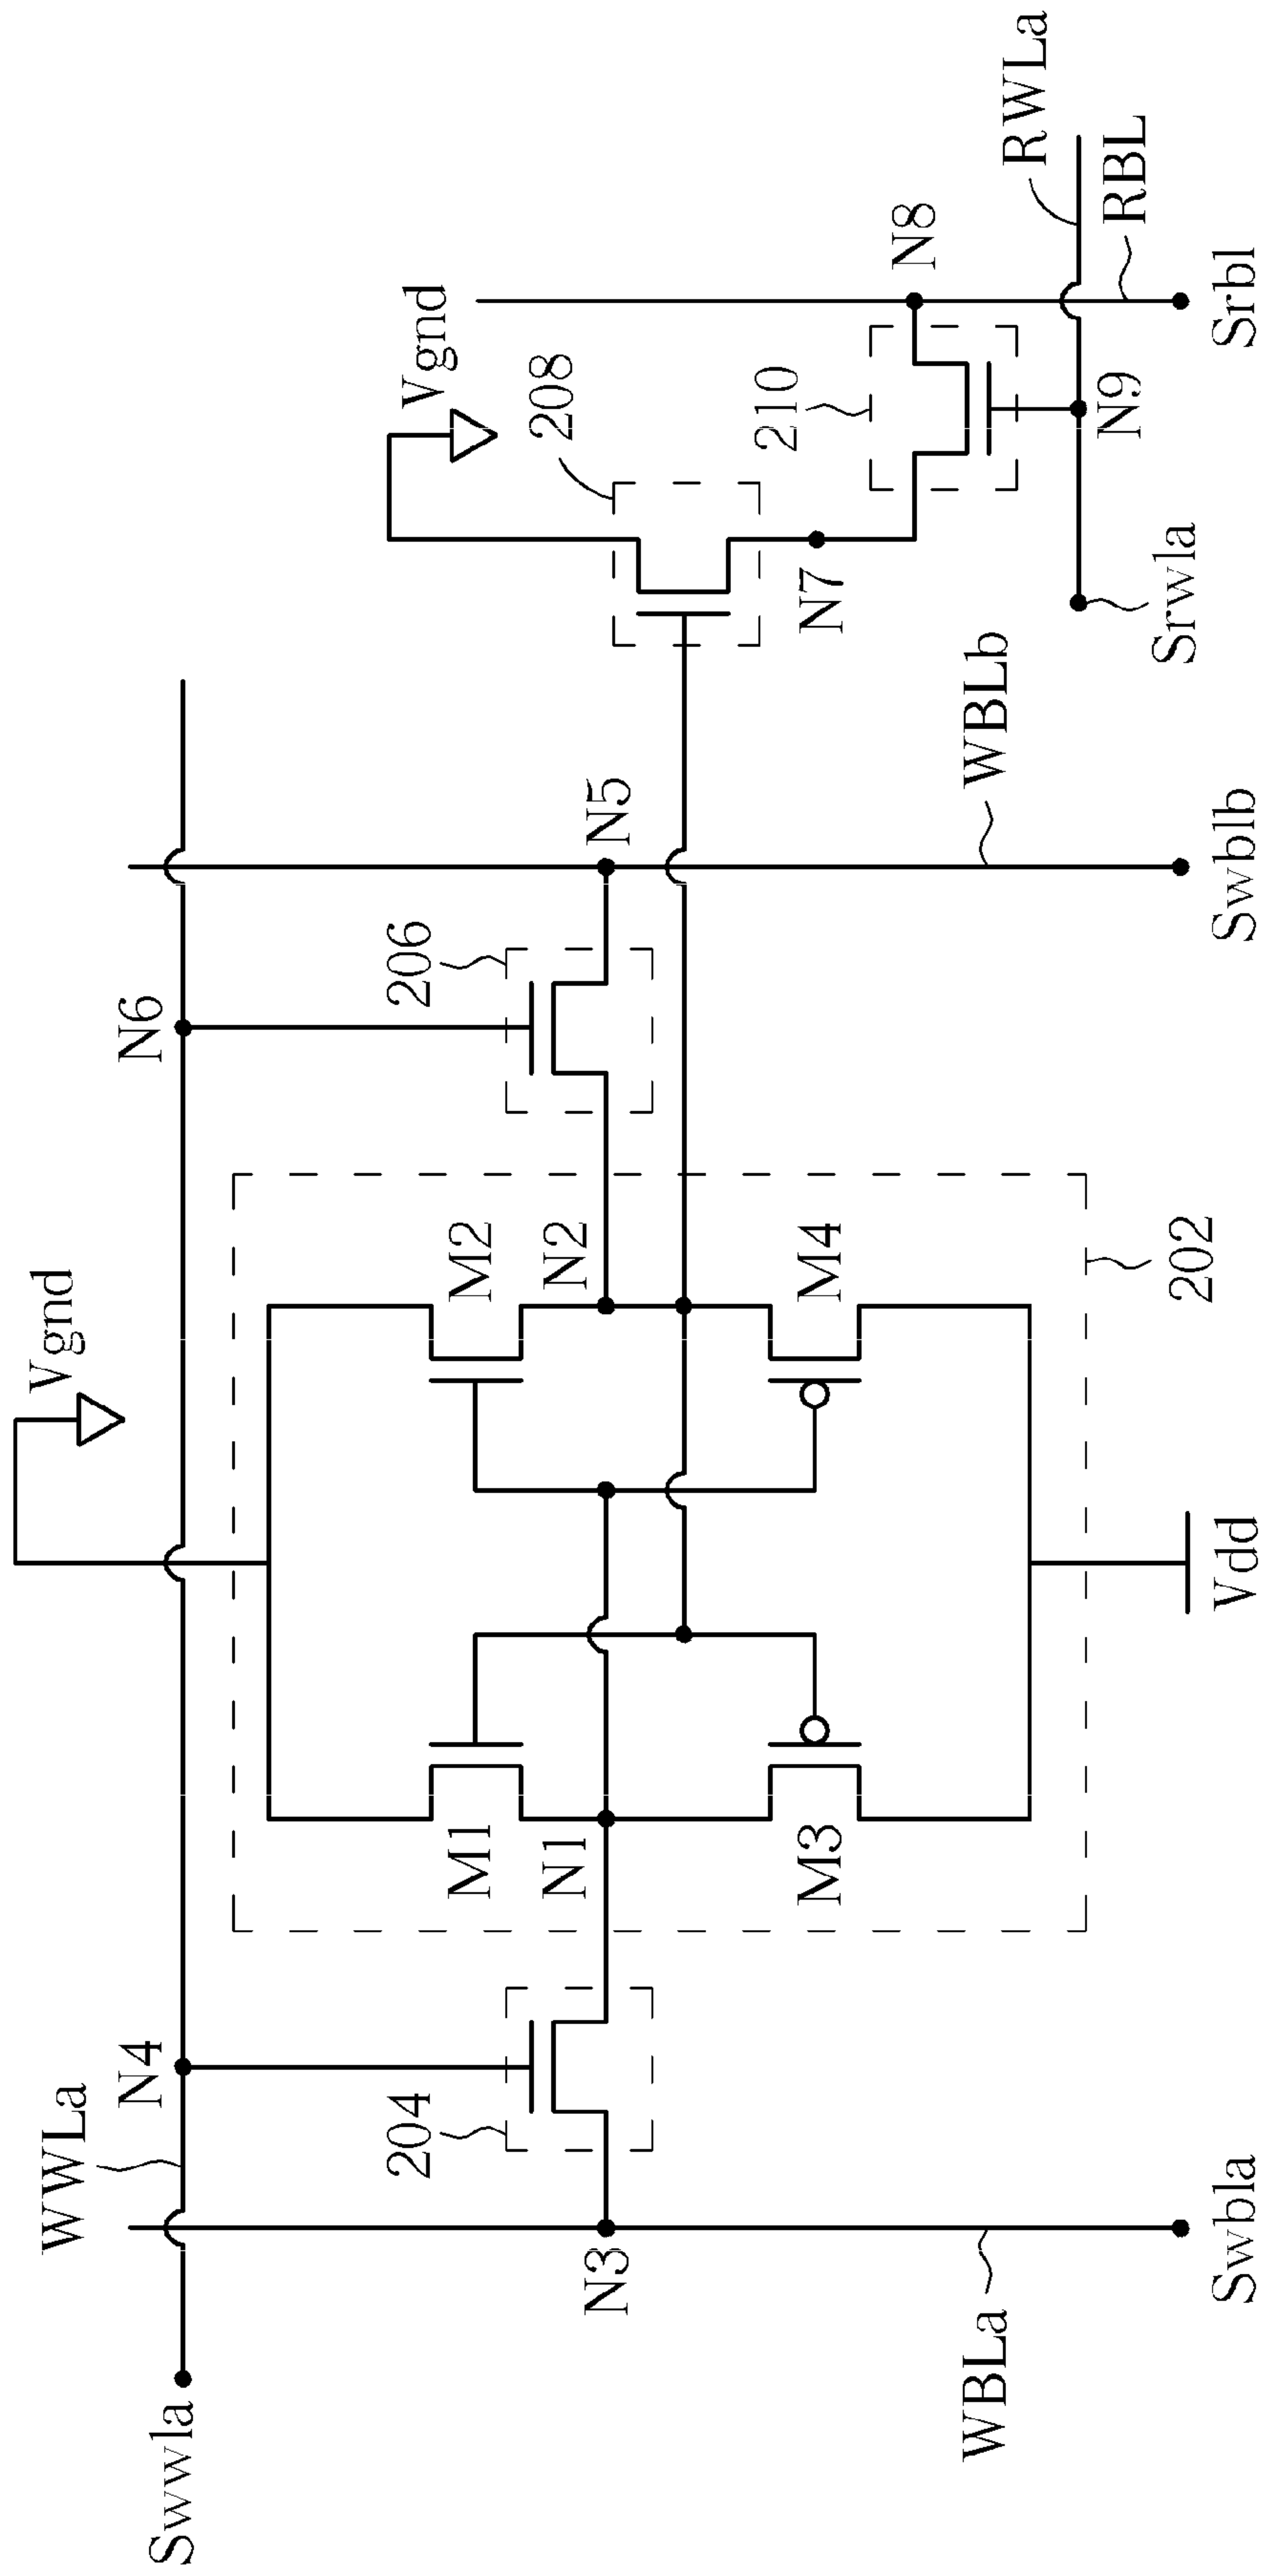 Vgnd
Swwla
WWLa
N4
N6
Vgnd
204
206
208
M1
M2
N1
N2
N3
N5
N7
N8
210
M3
M4
RWLa
RBL
N9
WBLa
WBLb
Srwla
202
Swbla
Vdd
Swblb
Srbl